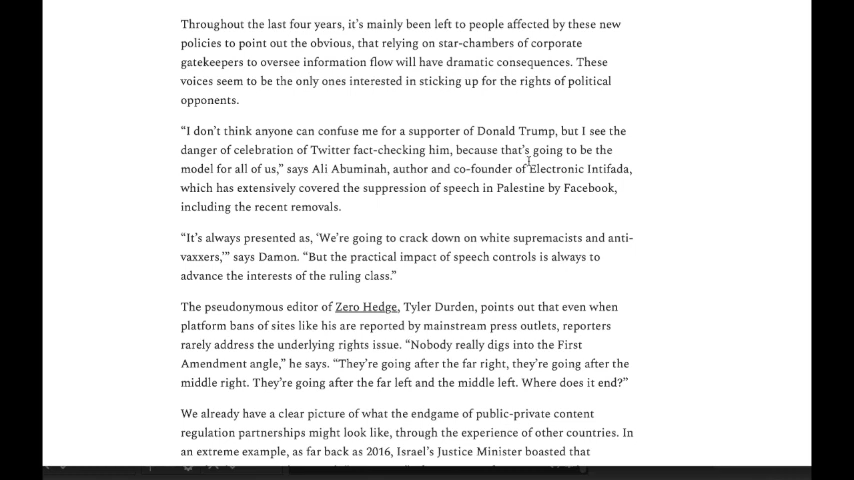 Throughout the last four years, it's mainly been left to people affected by these new
policies to point out the obvious, that relying on star-chambers of corporate
gatekeepers to oversee information flow will have dramatic consequences. These
voices seem to be the only ones interested in sticking up for the rights of political
opponents.
“I don't think anyone can confuse me for a supporter of Donald Trump, but I see the
danger of celebration of Twitter fact-checking him, because that's going to be the
model for all of us,” says Ali Abuminah, author and co-founder of Electronic Intifada,
which has extensively covered the suppression of speech in Palestine by Facebook,
including the recent removals.
“It's always presented as, ‘We're going to crack down on white supremacists and anti-
vaxxers,’” says Damon. “But the practical impact of speech controls is always to
advance the interests of the ruling class.”
The pseudonymous editor of Zero Hedge, Tyler Durden, points out that even when
platform bans of sites like his are reported by mainstream press outlets, reporters
rarely address the underlying rights issue. “Nobody really digs into the First
Amendment angle,” he says. “They're going after the far right, they're going after the
middle right. They're going after the far left and the middle left. Where does it end?”
We already have a clear picture of what the endgame of public-private content
regulation partnerships might look like, through the experience of other countries. In
an extreme example, as far back as 2016, Israel's Justice Minister boasted that